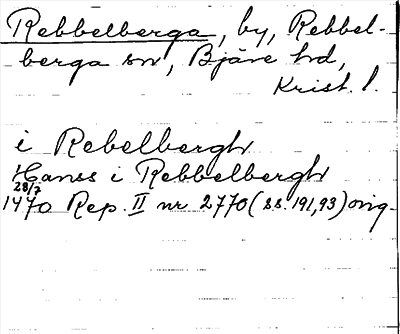 Rebbelberga, by, Rebbel-
berga sn, Bjäre hd,
Krist. l.
i Rebelbergh
Hanes i Rebbelbergh
28/7
1470 Rep. II nr 2770 (ss. 191, 93) orig.